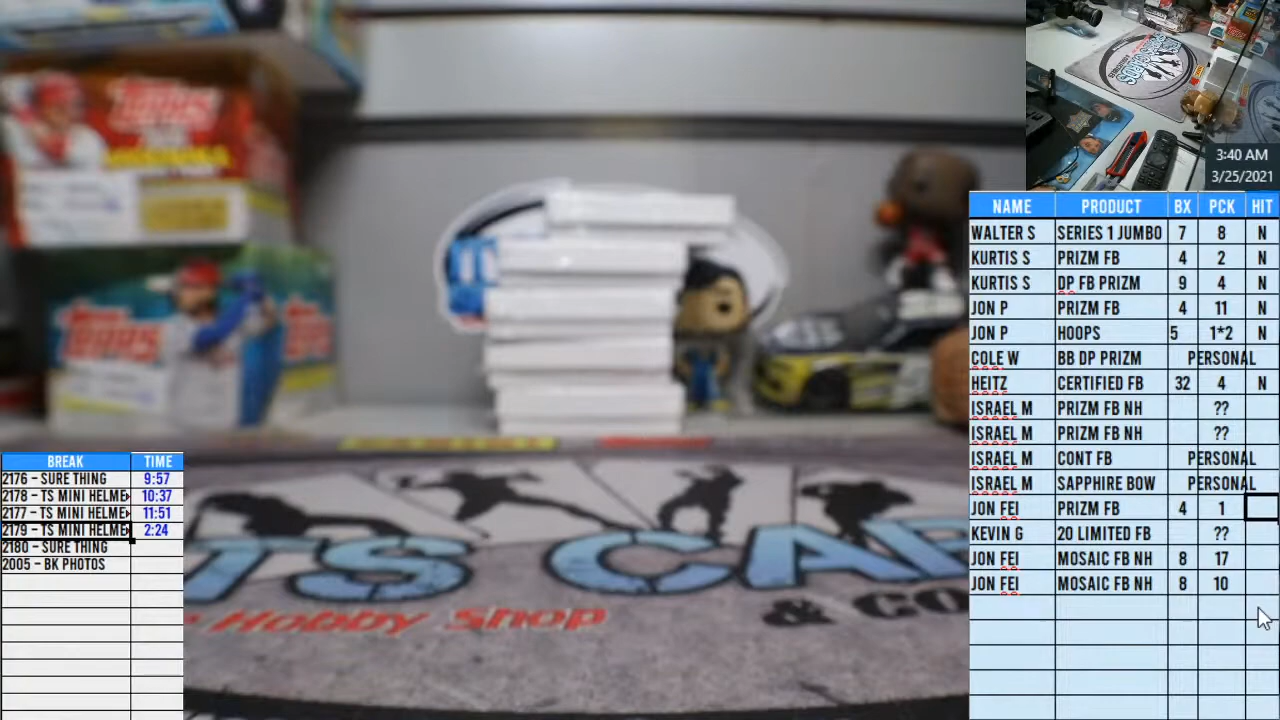 3:40 AM
3/25/2021
NAME PRODUCT BX PCK HIT
WALTER S SERIES 1 JUMBO 7 8 N
KURTIS S PRIZM FB 4 2 N
KURTIS S DP FB PRIZM 9 4 N
JON P PRIZM FB 4 11 N
JON P HOOPS 5 1*2 N
COLE W BB DP PRIZM PERSONAL
HEITZ CERTIFIED FB 32 4 N
ISRAEL M PRIZM FB NH ??
ISRAEL M PRIZM FB NH ??
ISRAEL M CONT FB PERSONAL
ISRAEL M SAPPHIRE BOW PERSONAL
JON FEI PRIZM FB 4 1
KEVIN G 20 LIMITED FB ??
JON FEI MOSAIC FB NH 8 17
JON FEI MOSAIC FB NH 8 10
BREAK TIME
2176 - SURE THING 9:57
2178 - TS MINI HELME 10:37
2177 - TS MINI HELME 11:51
2179 - TS MINI HELME 2:24
2180 - SURE THING
2005 - BK PHOTOS
TOPPS
TOPPS
TS CAR
Hobby Shop & CO